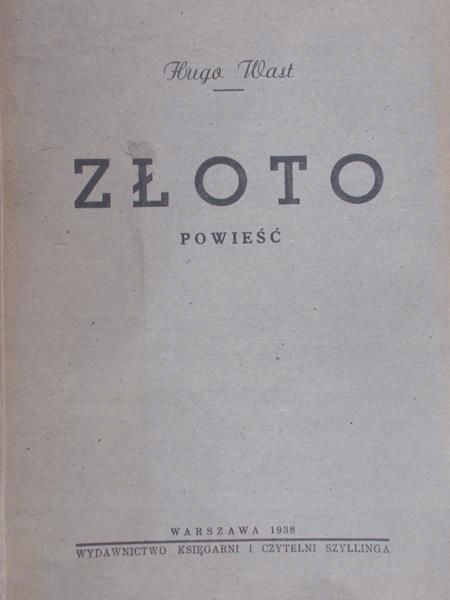 Hugo Wast
ZŁOTO
POWIEŚĆ
WARSZAWA 1938
WYDAWNICTWO KSIĘGARNI I CZYTELNI SZYLLINGA